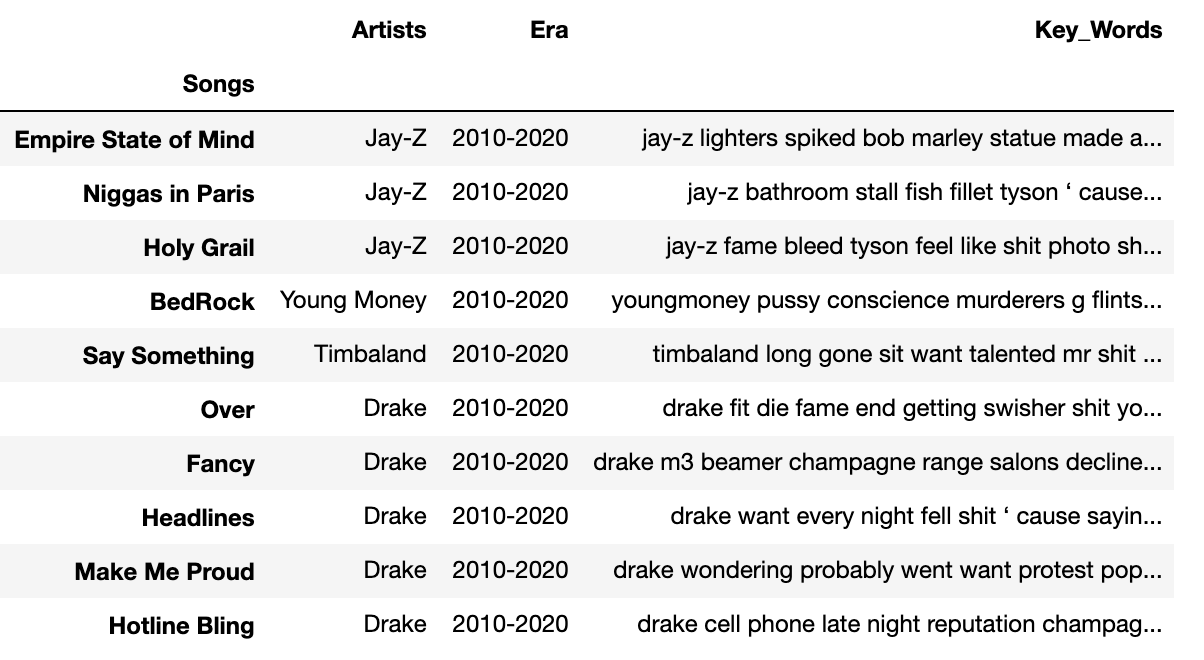 Artists Era Key_Words
Songs
Empire State of Mind Jay-Z 2010-2020 jay-z lighters spiked bob marley statue made a...
Niggas in Paris Jay-Z 2010-2020 jay-z bathroom stall fish fillet tyson ‘ cause...
Holy Grail Jay-Z 2010-2020 jay-z fame bleed tyson feel like shit photo sh...
BedRock Young Money 2010-2020 youngmoney pussy conscience murderers g flints...
Say Something Timbaland 2010-2020 timbaland long gone sit want talented mr shit ...
Over Drake 2010-2020 drake fit die fame end getting swisher shit yo...
Fancy Drake 2010-2020 drake m3 beamer champagne range salons decline...
Headlines Drake 2010-2020 drake want every night fell shit ‘ cause sayin...
Make Me Proud Drake 2010-2020 drake wondering probably went want protest pop...
Hotline Bling Drake 2010-2020 drake cell phone late night reputation champag...